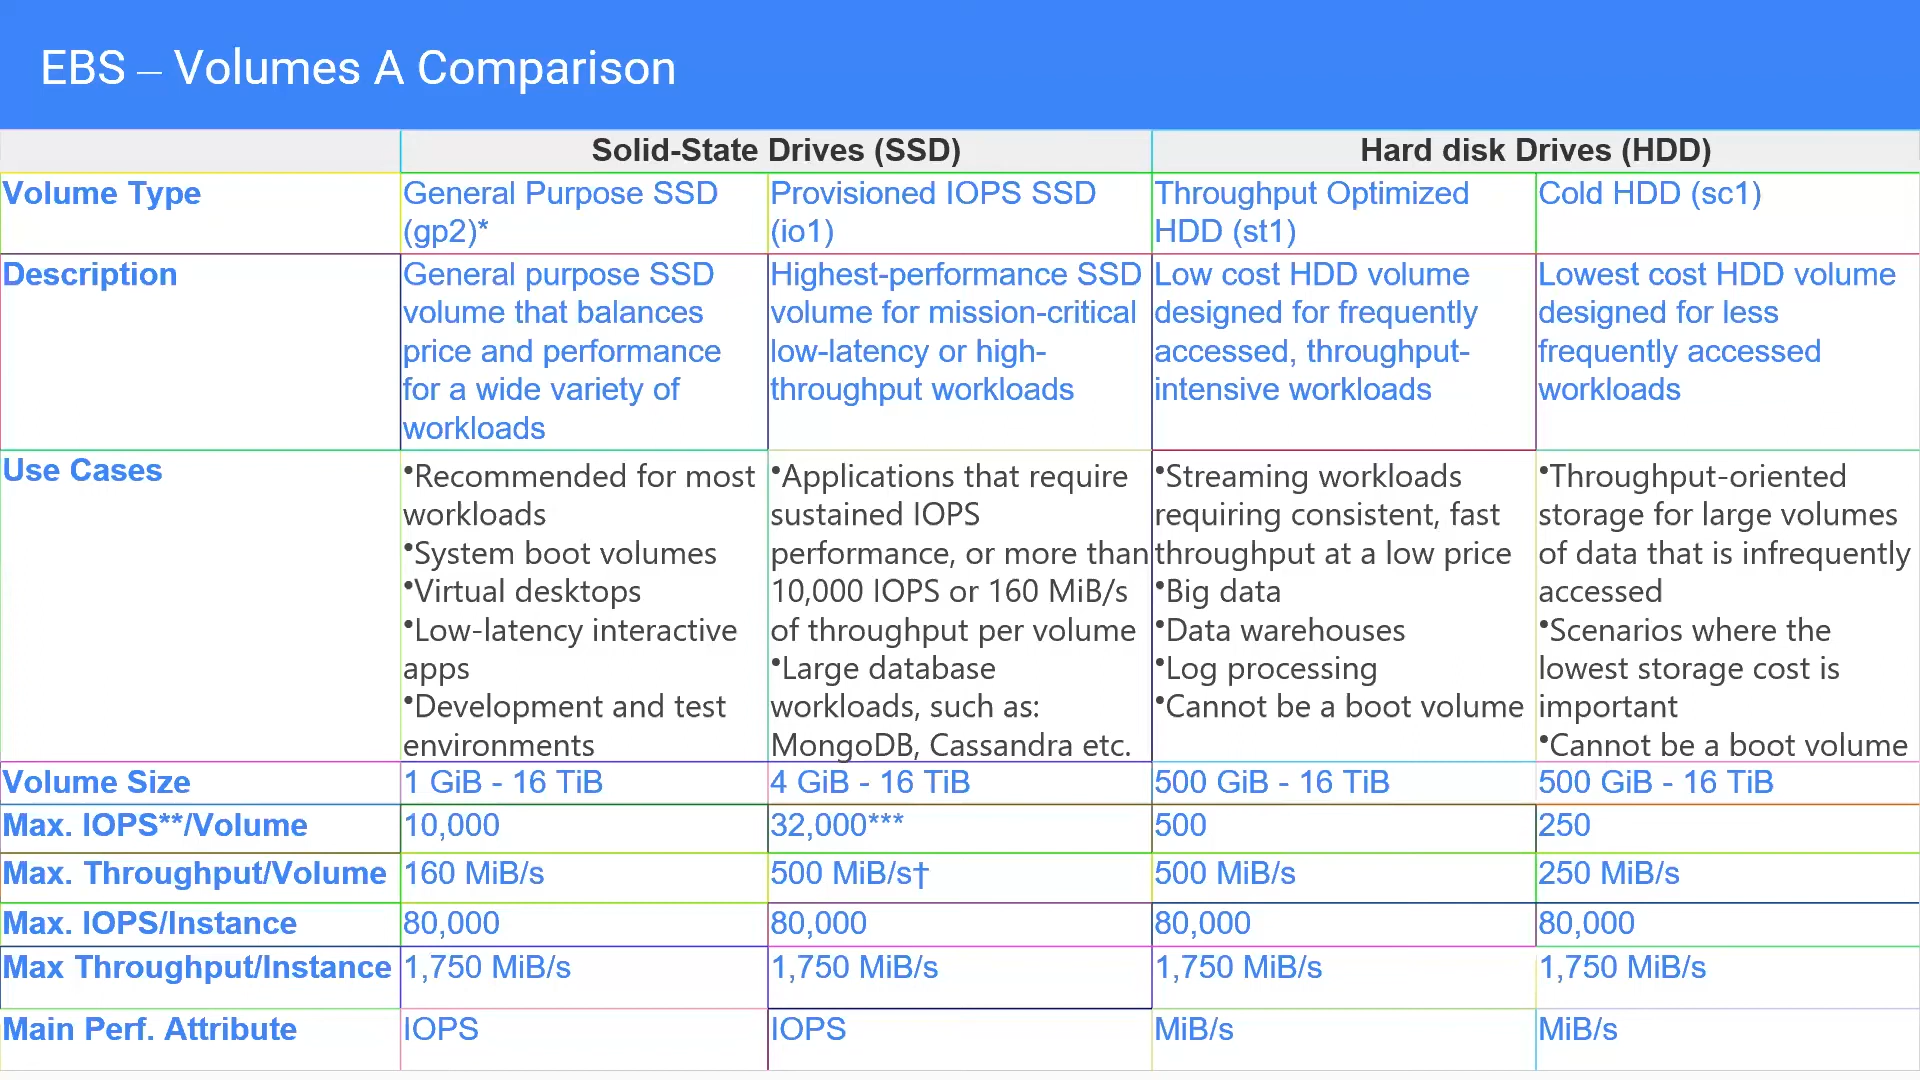 EBS – Volumes A Comparison
Solid-State Drives (SSD)
Hard disk Drives (HDD)
Volume Type
General Purpose SSD
(gp2)*
Provisioned IOPS SSD
(io1)
Throughput Optimized
HDD (st1)
Cold HDD (sc1)
Description
General purpose SSD
volume that balances
price and performance
for a wide variety of
workloads
Highest-performance SSD
volume for mission-critical
low-latency or high-
throughput workloads
Low cost HDD volume
designed for frequently
accessed, throughput-
intensive workloads
Lowest cost HDD volume
designed for less
frequently accessed
workloads
Use Cases
•Recommended for most
workloads
•System boot volumes
•Virtual desktops
•Low-latency interactive
apps
•Development and test
environments
•Applications that require
sustained IOPS
performance, or more than
10,000 IOPS or 160 MiB/s
of throughput per volume
•Large database
workloads, such as:
MongoDB, Cassandra etc.
•Streaming workloads
requiring consistent, fast
throughput at a low price
•Big data
•Data warehouses
•Log processing
•Cannot be a boot volume
•Throughput-oriented
storage for large volumes
of data that is infrequently
accessed
•Scenarios where the
lowest storage cost is
important
•Cannot be a boot volume
Volume Size
1 GiB - 16 TiB
4 GiB - 16 TiB
500 GiB - 16 TiB
500 GiB - 16 TiB
Max. IOPS**/Volume
10,000
32,000***
500
250
Max. Throughput/Volume
160 MiB/s
500 MiB/s†
500 MiB/s
250 MiB/s
Max. IOPS/Instance
80,000
80,000
80,000
80,000
Max Throughput/Instance
1,750 MiB/s
1,750 MiB/s
1,750 MiB/s
1,750 MiB/s
Main Perf. Attribute
IOPS
IOPS
MiB/s
MiB/s